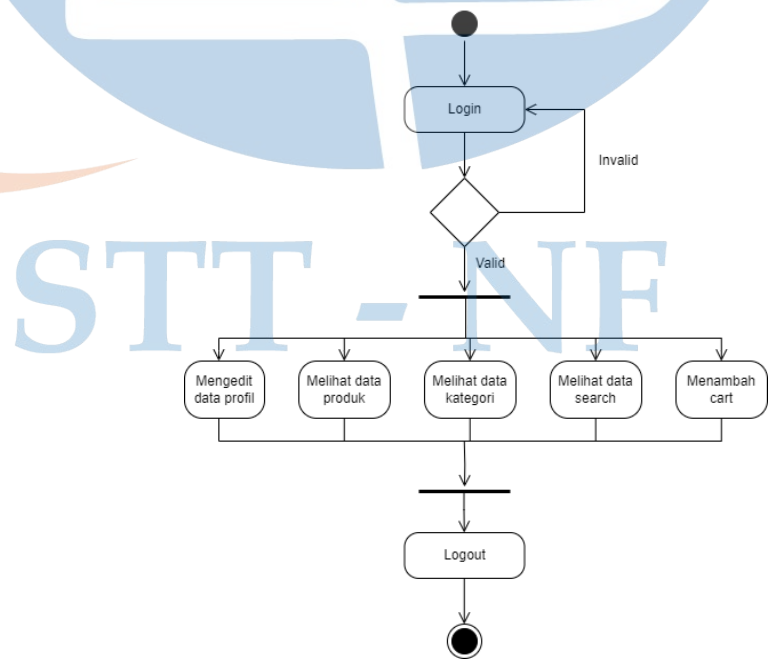 Login
Invalid
Valid
STT - NF
Mengedit
data profil
Melihat data
produk
Melihat data
kategori
Melihat data
search
Menambah
cart
Logout